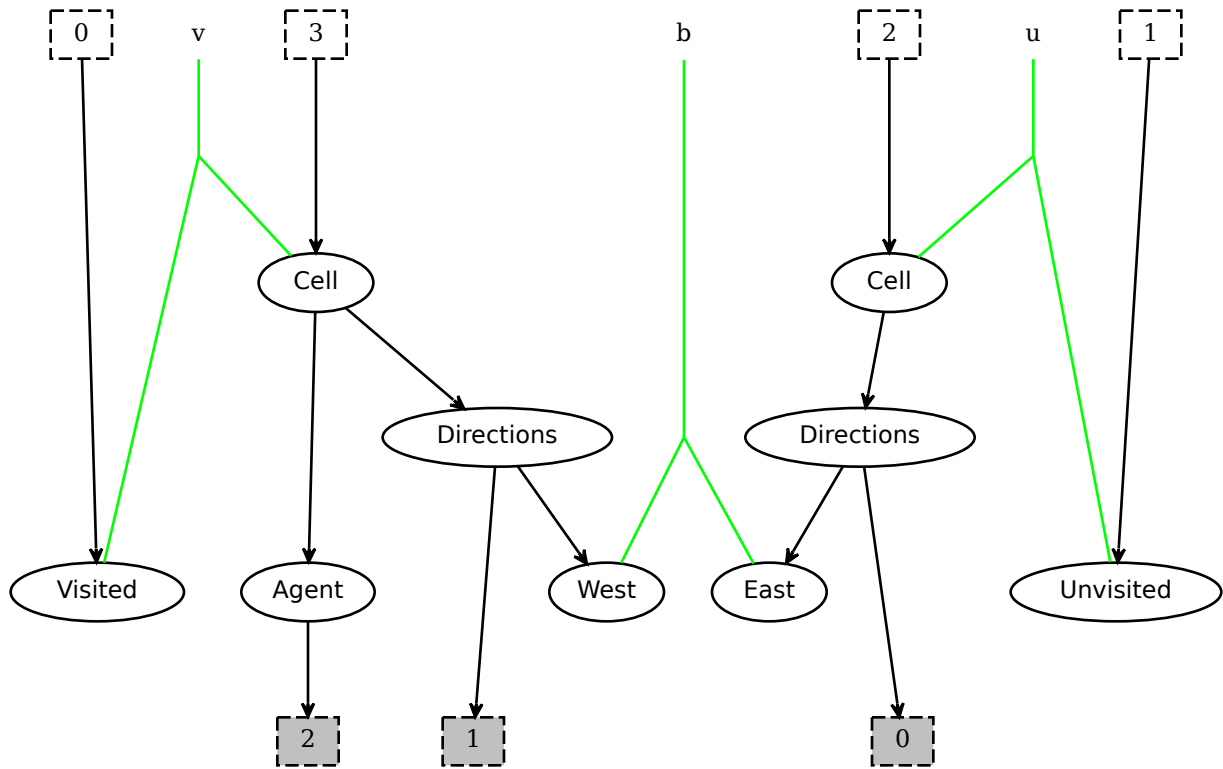 0 v 3 b 2 u 1
Cell Cell
Directions Directions
Visited Agent West East Unvisited
2 1 0